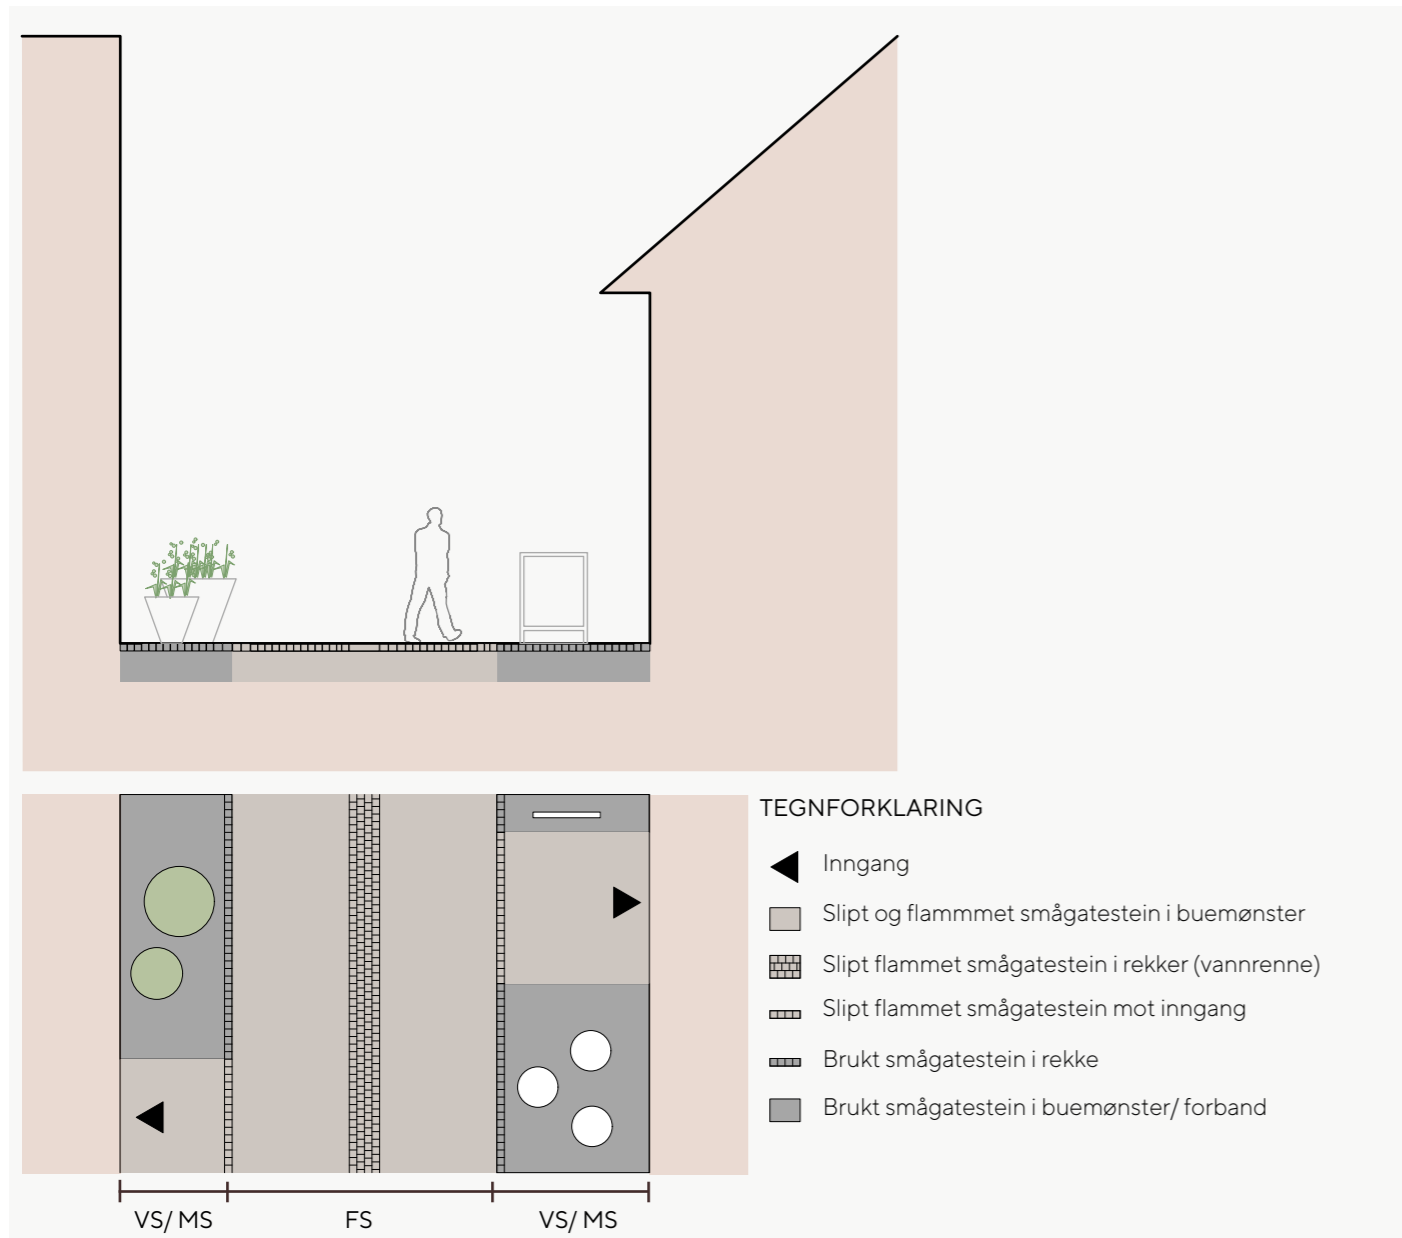 TEGNFORKLARING
Inngang
Slipt og flammmet smågatestein i buemønster
Slipt flammet smågatestein i rekker (vannrenne)
Slipt flammet smågatestein mot inngang
Brukt smågatestein i rekke
Brukt smågatestein i buemønster/ forband
VS/ MS FS VS/ MS